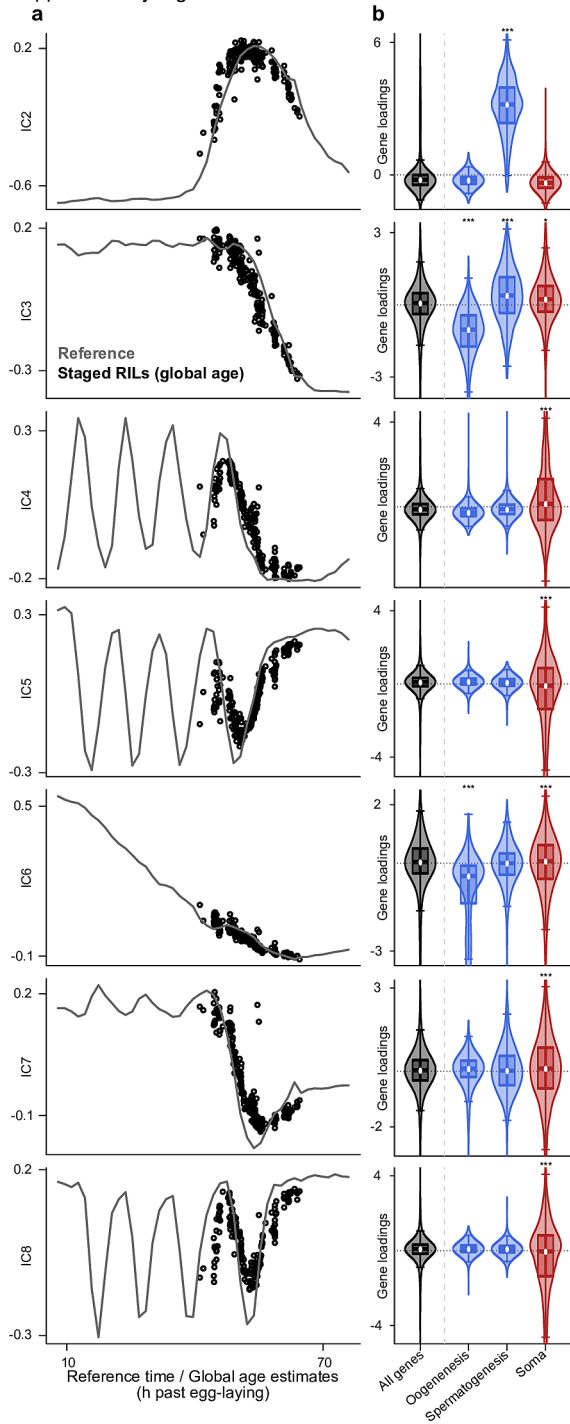 a
b
0.2
-0.6
IC2
6
0
Gene loadings
***
0.2
-0.3
IC3
Reference
Staged RILs (global age)
3
-3
Gene loadings
*** *** *
0.3
-0.2
IC4
4
0
Gene loadings
***
0.3
-0.3
IC5
4
0
-4
Gene loadings
***
0.5
-0.1
IC6
2
-3
Gene loadings
*** ***
0.2
-0.1
IC7
3
-2
Gene loadings
***
0.2
-0.3
IC8
4
0
-4
Gene loadings
***
10 70
Reference time / Global age estimates
(h past egg-laying)
All genes
Oogenenesis
Spermatogenesis
Soma